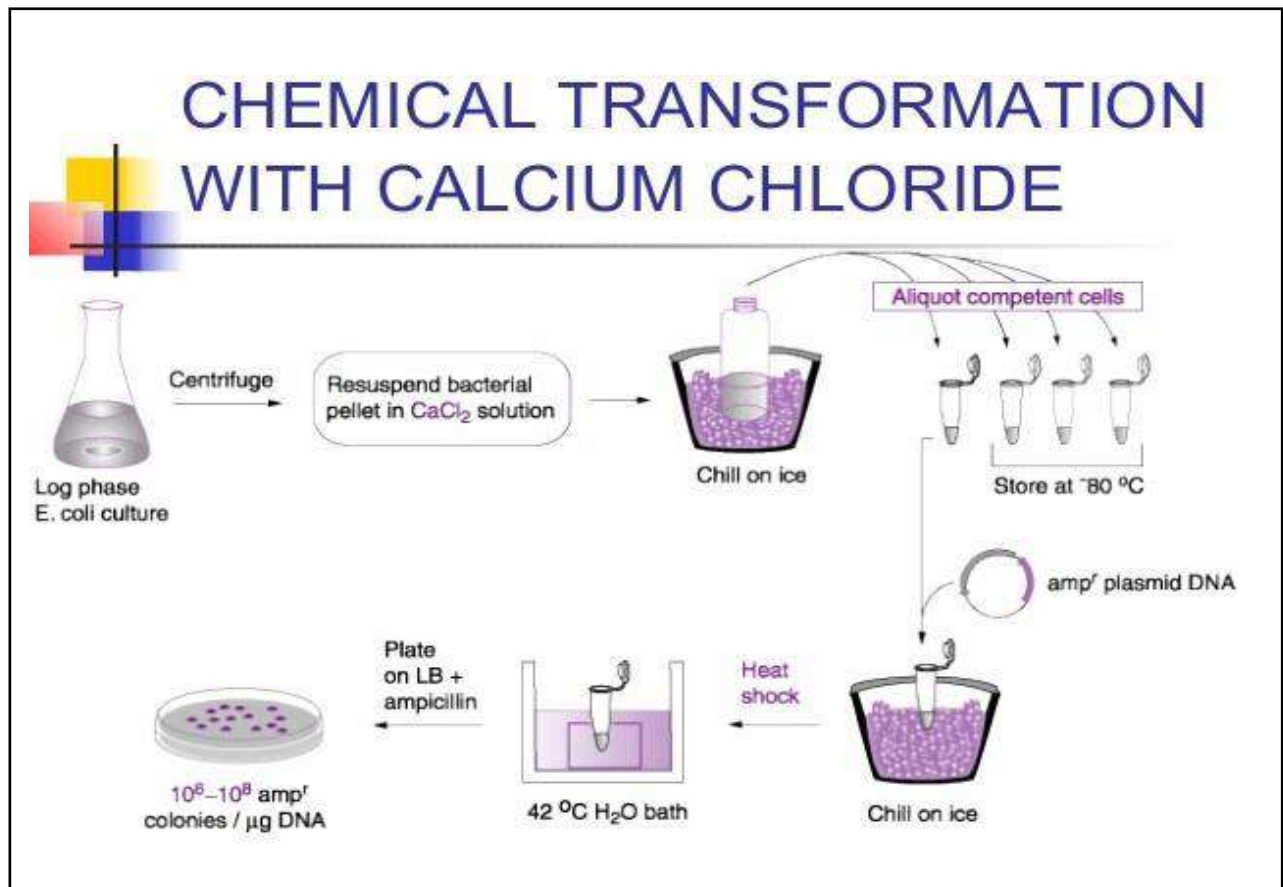 CHEMICAL TRANSFORMATION
WITH CALCIUM CHLORIDE
Aliquot competent cells
Centrifuge
Resuspend bacterial
pellet in CaCl₂ solution
Chill on ice
Store at ⁻80 ºC
Log phase
E. coli culture
ampʳ plasmid DNA
Plate
on LB +
ampicillin
Heat
shock
10⁶–10⁸ ampʳ
colonies / μg DNA
42 ºC H₂O bath
Chill on ice